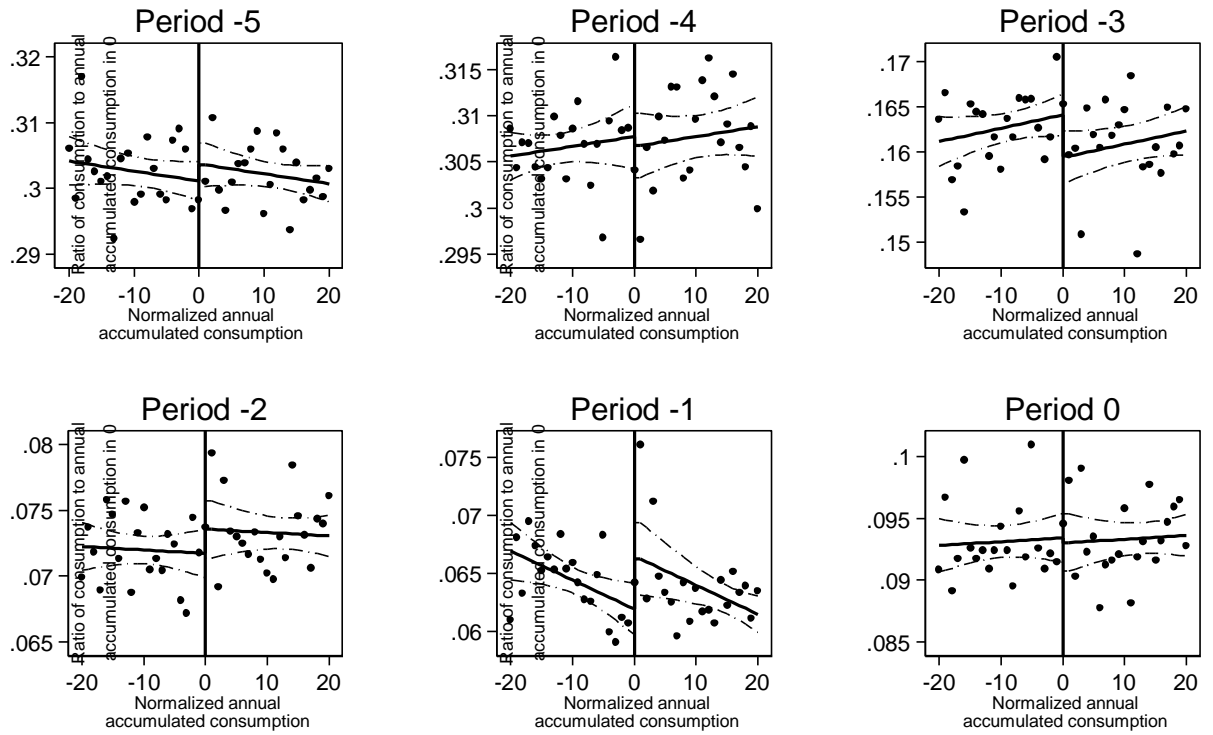 Period -5
Ratio of consumption to annual
accumulated consumption in 0
.32
.31
.3
.29
-20 -10 0 10 20
Normalized annual
accumulated consumption
Period -4
Ratio of consumption to annual
accumulated consumption in 0
.315
.31
.305
.3
.295
-20 -10 0 10 20
Normalized annual
accumulated consumption
Period -3
.17
.165
.16
.155
.15
-20 -10 0 10 20
Normalized annual
accumulated consumption
Period -2
Ratio of consumption to annual
accumulated consumption in 0
.08
.075
.07
.065
-20 -10 0 10 20
Normalized annual
accumulated consumption
Period -1
Ratio of consumption to annual
accumulated consumption in 0
.075
.07
.065
.06
-20 -10 0 10 20
Normalized annual
accumulated consumption
Period 0
.1
.095
.09
.085
-20 -10 0 10 20
Normalized annual
accumulated consumption